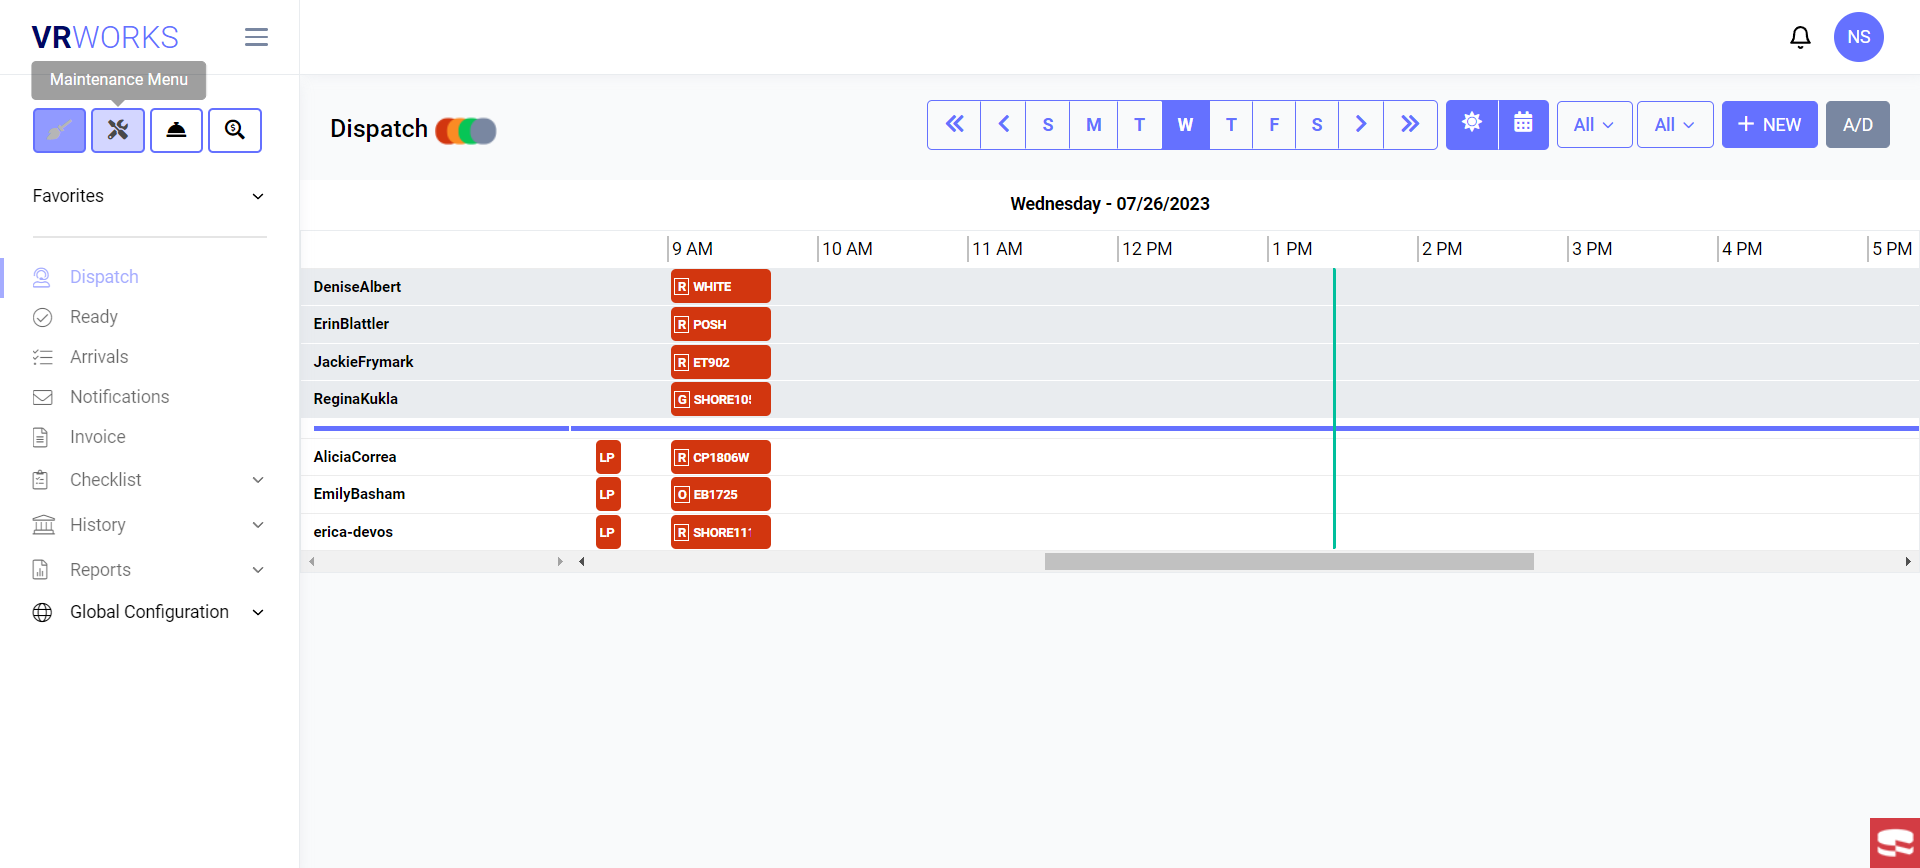 VRWORKS
NS
Maintenance Menu
Dispatch
S M T W T F S
All All + NEW A/D
Favorites
Wednesday - 07/26/2023
9 AM 10 AM 11 AM 12 PM 1 PM 2 PM 3 PM 4 PM 5 PM
Dispatch
Ready
Arrivals
Notifications
Invoice
Checklist
History
Reports
Global Configuration
DeniseAlbert R WHITE
ErinBlattler R POSH
JackieFrymark R ET902
ReginaKukla G SHORE105
AliciaCorrea LP R CP1806W
EmilyBasham LP O EB1725
erica-devos LP R SHORE111